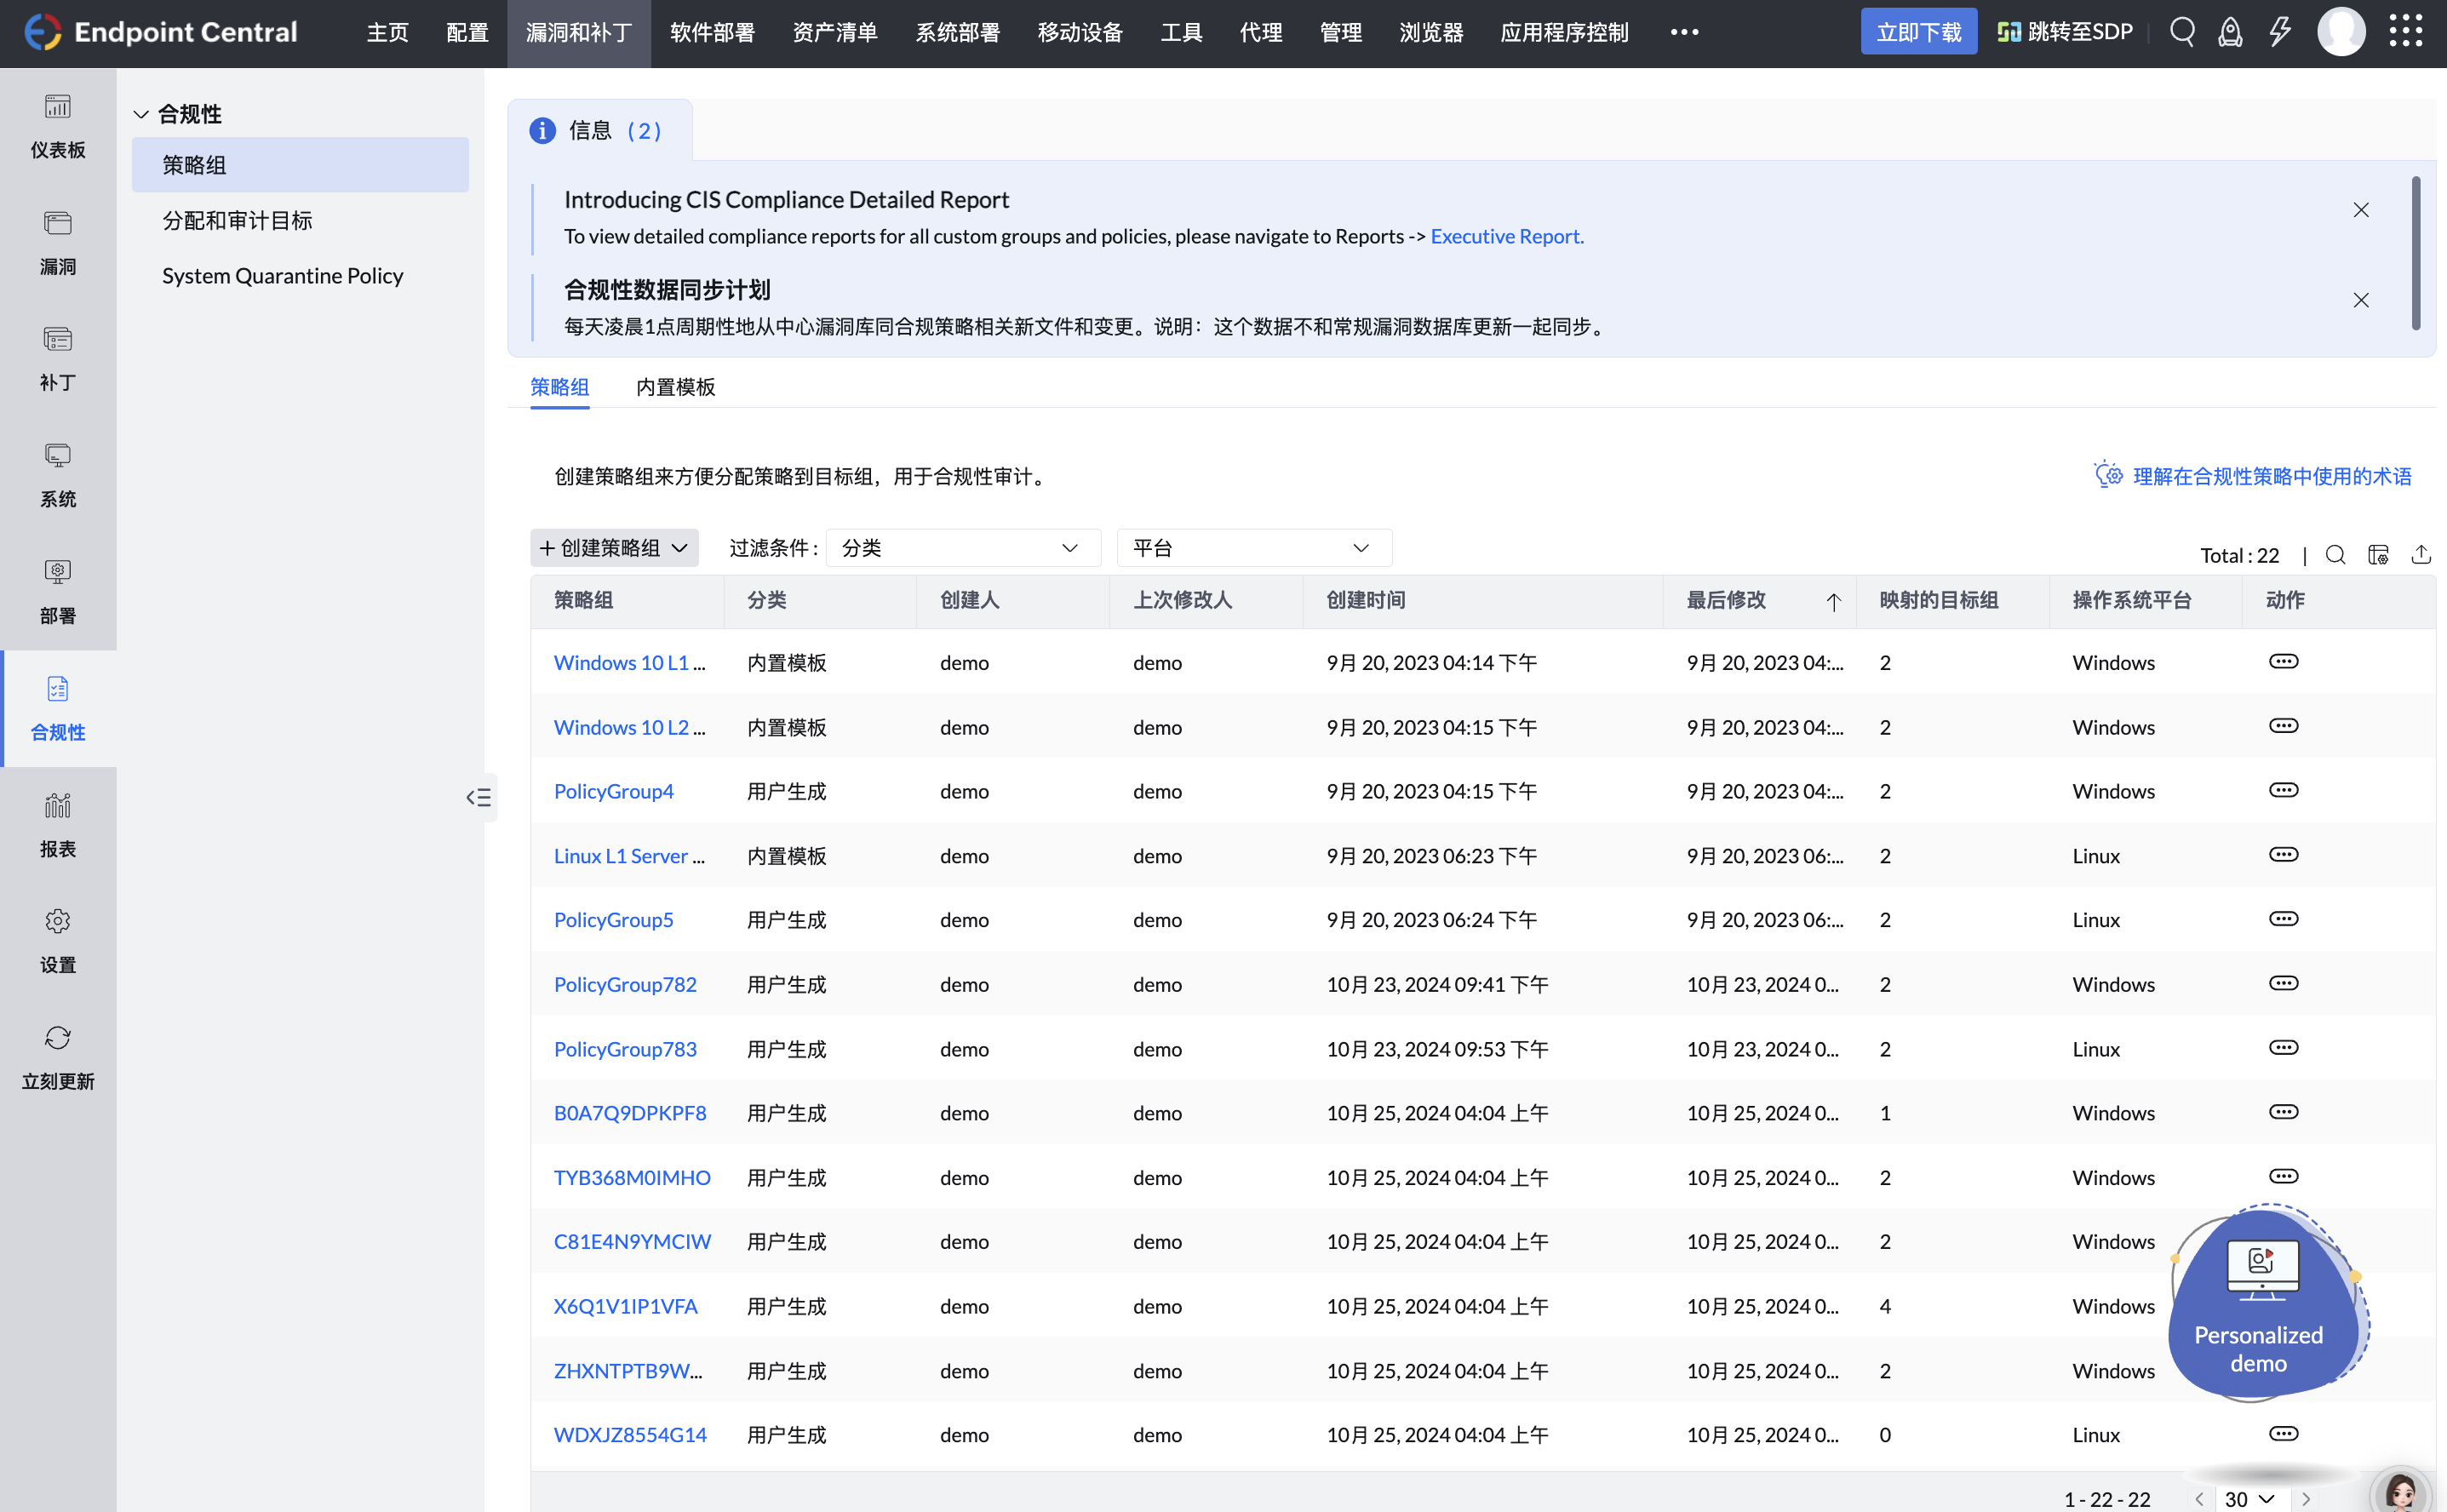 Endpoint Central 主页 配置 漏洞和补丁 软件部署 资产清单 系统部署 移动设备 工具 代理 管理 浏览器 应用程序控制 ••• 立即下载 跳转至SDP
仪表板
漏洞
补丁
系统
部署
合规性
报表
设置
立刻更新
合规性
策略组
分配和审计目标
System Quarantine Policy
信息 (2)
Introducing CIS Compliance Detailed Report
To view detailed compliance reports for all custom groups and policies, please navigate to Reports -> Executive Report.
合规性数据同步计划
每天凌晨1点周期性地从中心漏洞库同合规策略相关新文件和变更。说明：这个数据不和常规漏洞数据库更新一起同步。
策略组 内置模板
创建策略组来方便分配策略到目标组，用于合规性审计。
理解在合规性策略中使用的术语
+ 创建策略组 过滤条件： 分类 平台
Total : 22
策略组 分类 创建人 上次修改人 创建时间 最后修改 映射的目标组 操作系统平台 动作
Windows 10 L1 ... 内置模板 demo demo 9月 20, 2023 04:14 下午 9月 20, 2023 04:... 2 Windows
Windows 10 L2 ... 内置模板 demo demo 9月 20, 2023 04:15 下午 9月 20, 2023 04:... 2 Windows
PolicyGroup4 用户生成 demo demo 9月 20, 2023 04:15 下午 9月 20, 2023 04:... 2 Windows
Linux L1 Server ... 内置模板 demo demo 9月 20, 2023 06:23 下午 9月 20, 2023 06:... 2 Linux
PolicyGroup5 用户生成 demo demo 9月 20, 2023 06:24 下午 9月 20, 2023 06:... 2 Linux
PolicyGroup782 用户生成 demo demo 10月 23, 2024 09:41 下午 10月 23, 2024 0... 2 Windows
PolicyGroup783 用户生成 demo demo 10月 23, 2024 09:53 下午 10月 23, 2024 0... 2 Linux
B0A7Q9DPKPF8 用户生成 demo demo 10月 25, 2024 04:04 上午 10月 25, 2024 0... 1 Windows
TYB368M0IMHO 用户生成 demo demo 10月 25, 2024 04:04 上午 10月 25, 2024 0... 2 Windows
C81E4N9YMCIW 用户生成 demo demo 10月 25, 2024 04:04 上午 10月 25, 2024 0... 2 Windows
X6Q1V1IP1VFA 用户生成 demo demo 10月 25, 2024 04:04 上午 10月 25, 2024 0... 4 Windows
ZHXNTPTB9W... 用户生成 demo demo 10月 25, 2024 04:04 上午 10月 25, 2024 0... 2 Windows
WDXJZ8554G14 用户生成 demo demo 10月 25, 2024 04:04 上午 10月 25, 2024 0... 0 Linux
Personalized
demo
1 - 22 - 22 30